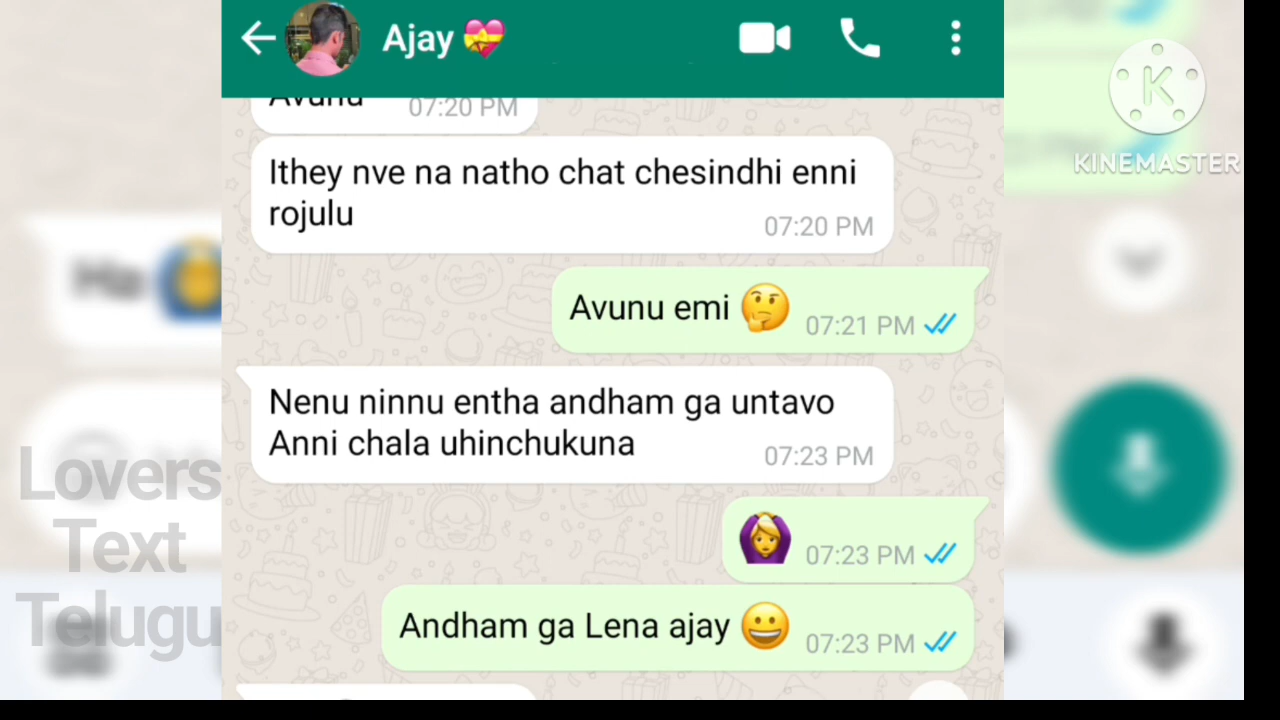 Ajay 💝
Avunu 07:20 PM
Ithey nve na natho chat chesindhi enni
rojulu
07:20 PM
Avunu emi 🤔 07:21 PM
Nenu ninnu entha andham ga untavo
Anni chala uhinchukuna
07:23 PM
🙆‍♀️ 07:23 PM
Andham ga Lena ajay 😀 07:23 PM
K
KINEMASTER
Lovers
Text
Telugu